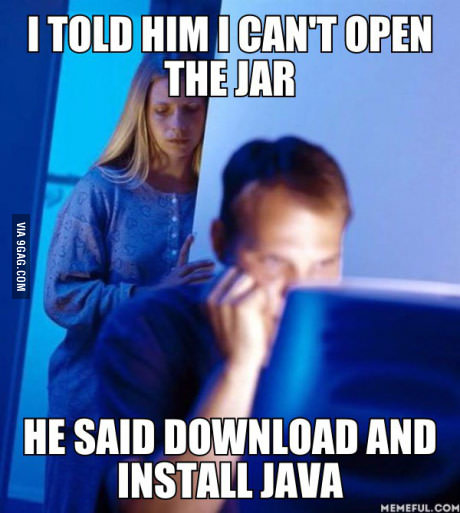 I TOLD HIM I CAN'T OPEN
THE JAR
VIA 9GAG.COM
HE SAID DOWNLOAD AND
INSTALL JAVA
MEMEFUL.COM